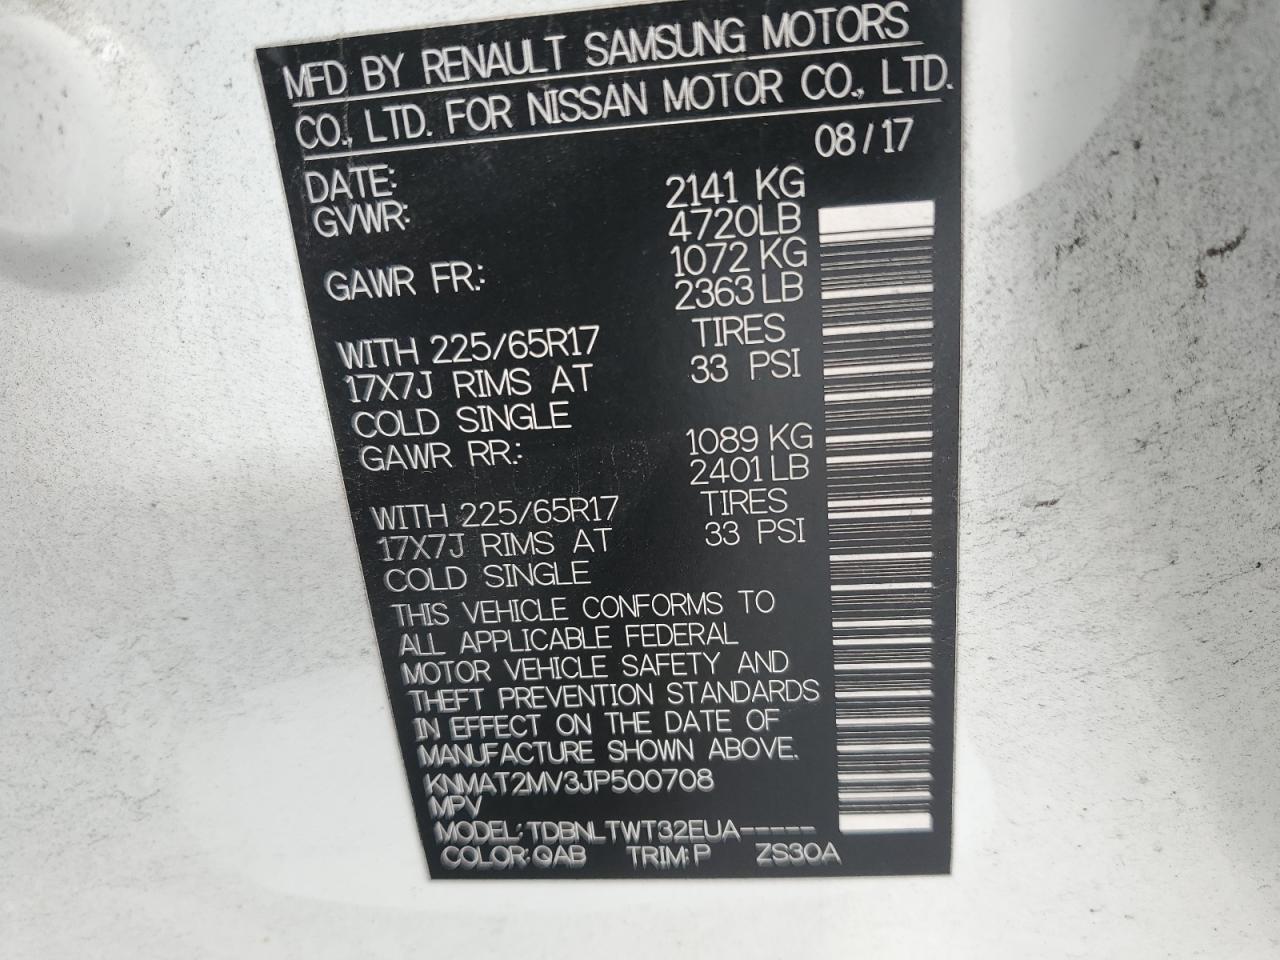 MFD BY RENAULT SAMSUNG MOTORS
CO., LTD. FOR NISSAN MOTOR CO., LTD.
DATE: 08/17
GVWR: 2141 KG
4720LB
GAWR FR.: 1072 KG
2363 LB
WITH 225/65R17 TIRES
17X7J RIMS AT 33 PSI
COLD SINGLE
GAWR RR.: 1089 KG
2401 LB
WITH 225/65R17 TIRES
17X7J RIMS AT 33 PSI
COLD SINGLE
THIS VEHICLE CONFORMS TO
ALL APPLICABLE FEDERAL
MOTOR VEHICLE SAFETY AND
THEFT PREVENTION STANDARDS
IN EFFECT ON THE DATE OF
MANUFACTURE SHOWN ABOVE.
KNMAT2MV3JP500708
MPV
MODEL: TDBNLTWT32EUA-----
COLOR: QAB TRIM: P ZS30A